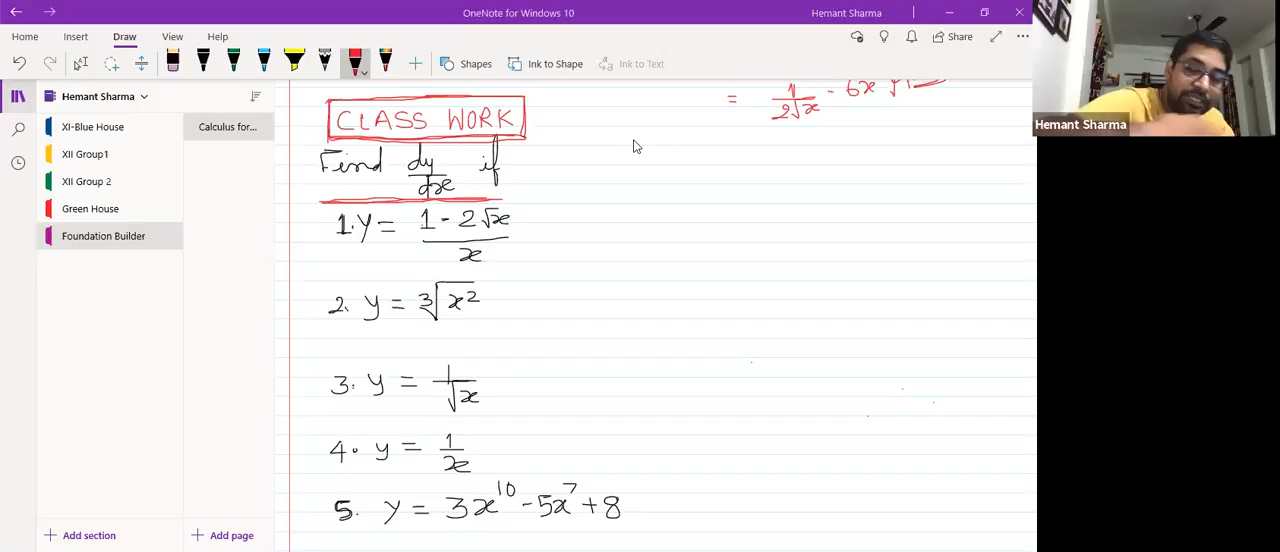 OneNote for Windows 10
Hemant Sharma
Home Insert Draw View Help
Share
Shapes Ink to Shape Ink to Text
Hemant Sharma
XI-Blue House
XII Group1
XII Group 2
Green House
Foundation Builder
Calculus for...
Add section
Add page
= 1/2√x - 6x
Hemant Sharma
CLASS WORK
Find dy/dx if
1. y = 1 - 2√x / x
2. y = ³√x²
3. y = 1/√x
4. y = 1/x
5. y = 3x¹⁰ - 5x⁷ + 8